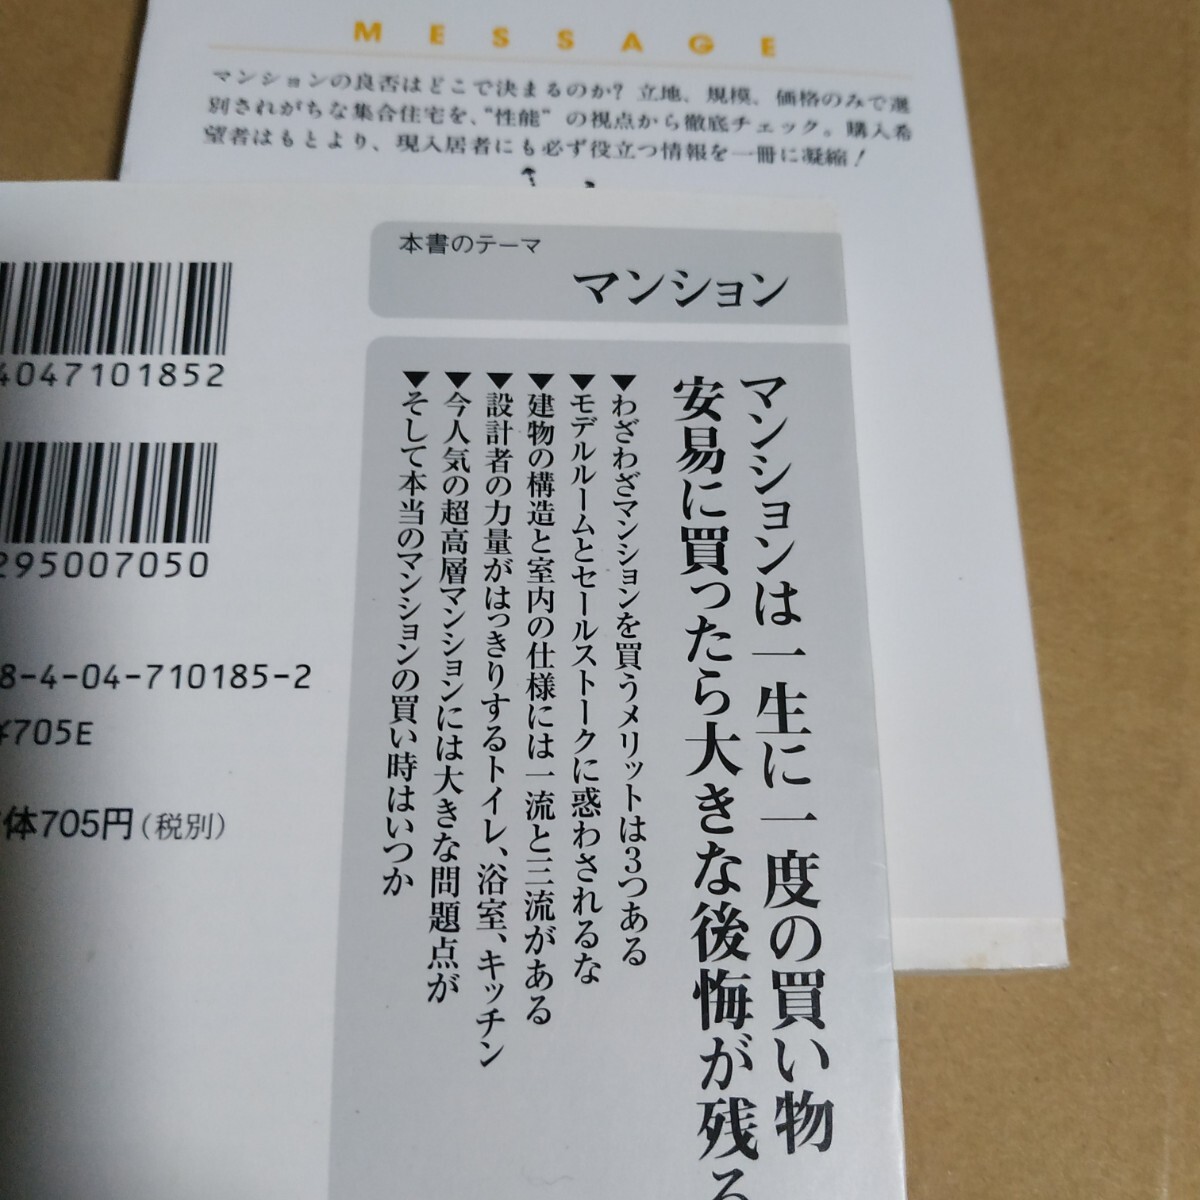 MESSAGE
マンションの良否はどこで決まるのか? 立地、規模、価格のみで選
別されがちな集合住宅を、"性能"の視点から徹底チェック。購入希
望者はもとより、現入居者にも必ず役立つ情報を一冊に凝縮!
本書のテーマ
マンション
マンションは一生に一度の買い物
安易に買ったら大きな後悔が残る
▼わざわざマンションを買うメリットは3つある
▼モデルルームとセールストークに惑わされるな
▼建物の構造と室内の仕様には一流と三流がある
▼設計者の力量がはっきりするトイレ、浴室、キッチン
▼今人気の超高層マンションには大きな問題点が
▼そして本当のマンションの買い時はいつか
4047101852
295007050
8-4-04-710185-2
¥705E
体705円(税別)